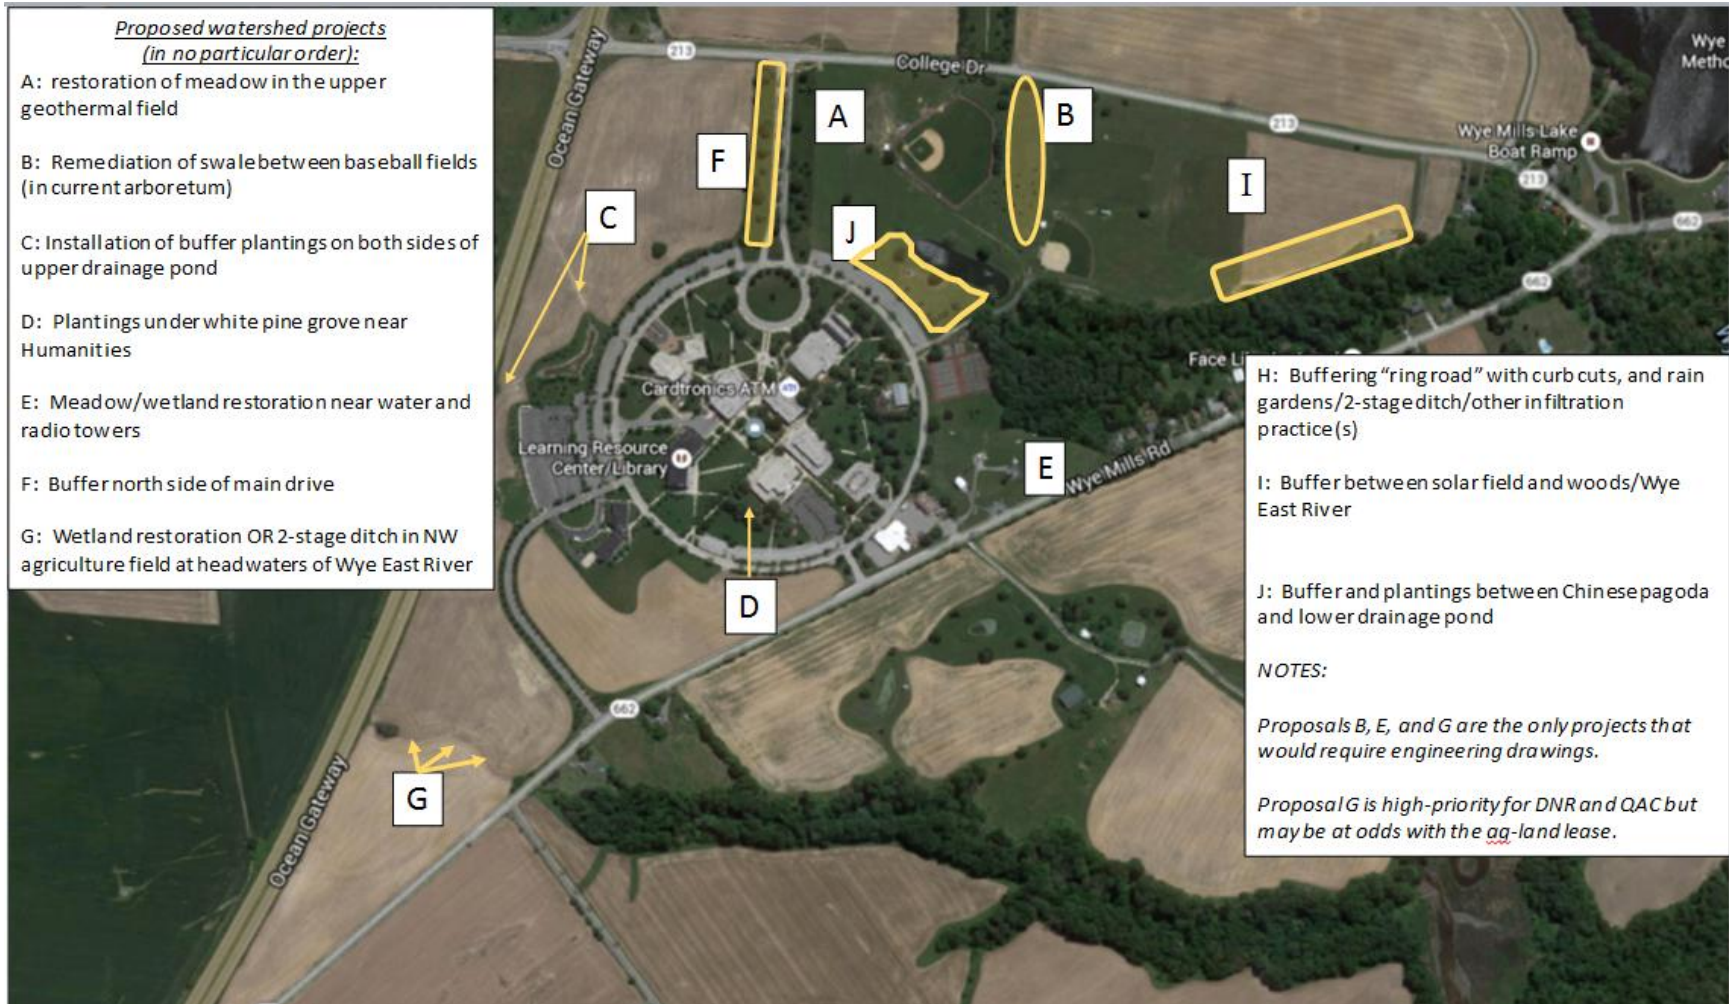 Proposed watershed projects
(in no particular order):
A: restoration of meadow in the upper
geothermal field
B: Remediation of swale between baseball fields
(in current arboretum)
C: Installation of buffer plantings on both sides of
upper drainage pond
D: Plantings under white pine grove near
Humanities
E: Meadow/wetland restoration near water and
radio towers
F: Buffer north side of main drive
G: Wetland restoration OR 2-stage ditch in NW
agriculture field at headwaters of Wye East River
213
College Dr
Ocean Gateway
A
B
F
C
J
I
213
Wye Mills Lake
Boat Ramp
Wye
Metho
213
662
662
Cardtronics ATM
ATM
Learning Resource
Center/Library
Face Li
E
Wye Mills Rd
D
662
G
Ocean Gateway
H: Buffering "ring road" with curb cuts, and rain
gardens/2-stage ditch/other infiltration
practice(s)
I: Buffer between solar field and woods/Wye
East River
J: Buffer and plantings between Chinese pagoda
and lower drainage pond
NOTES:
Proposals B, E, and G are the only projects that
would require engineering drawings.
Proposal G is high-priority for DNR and QAC but
may be at odds with the ag-land lease.